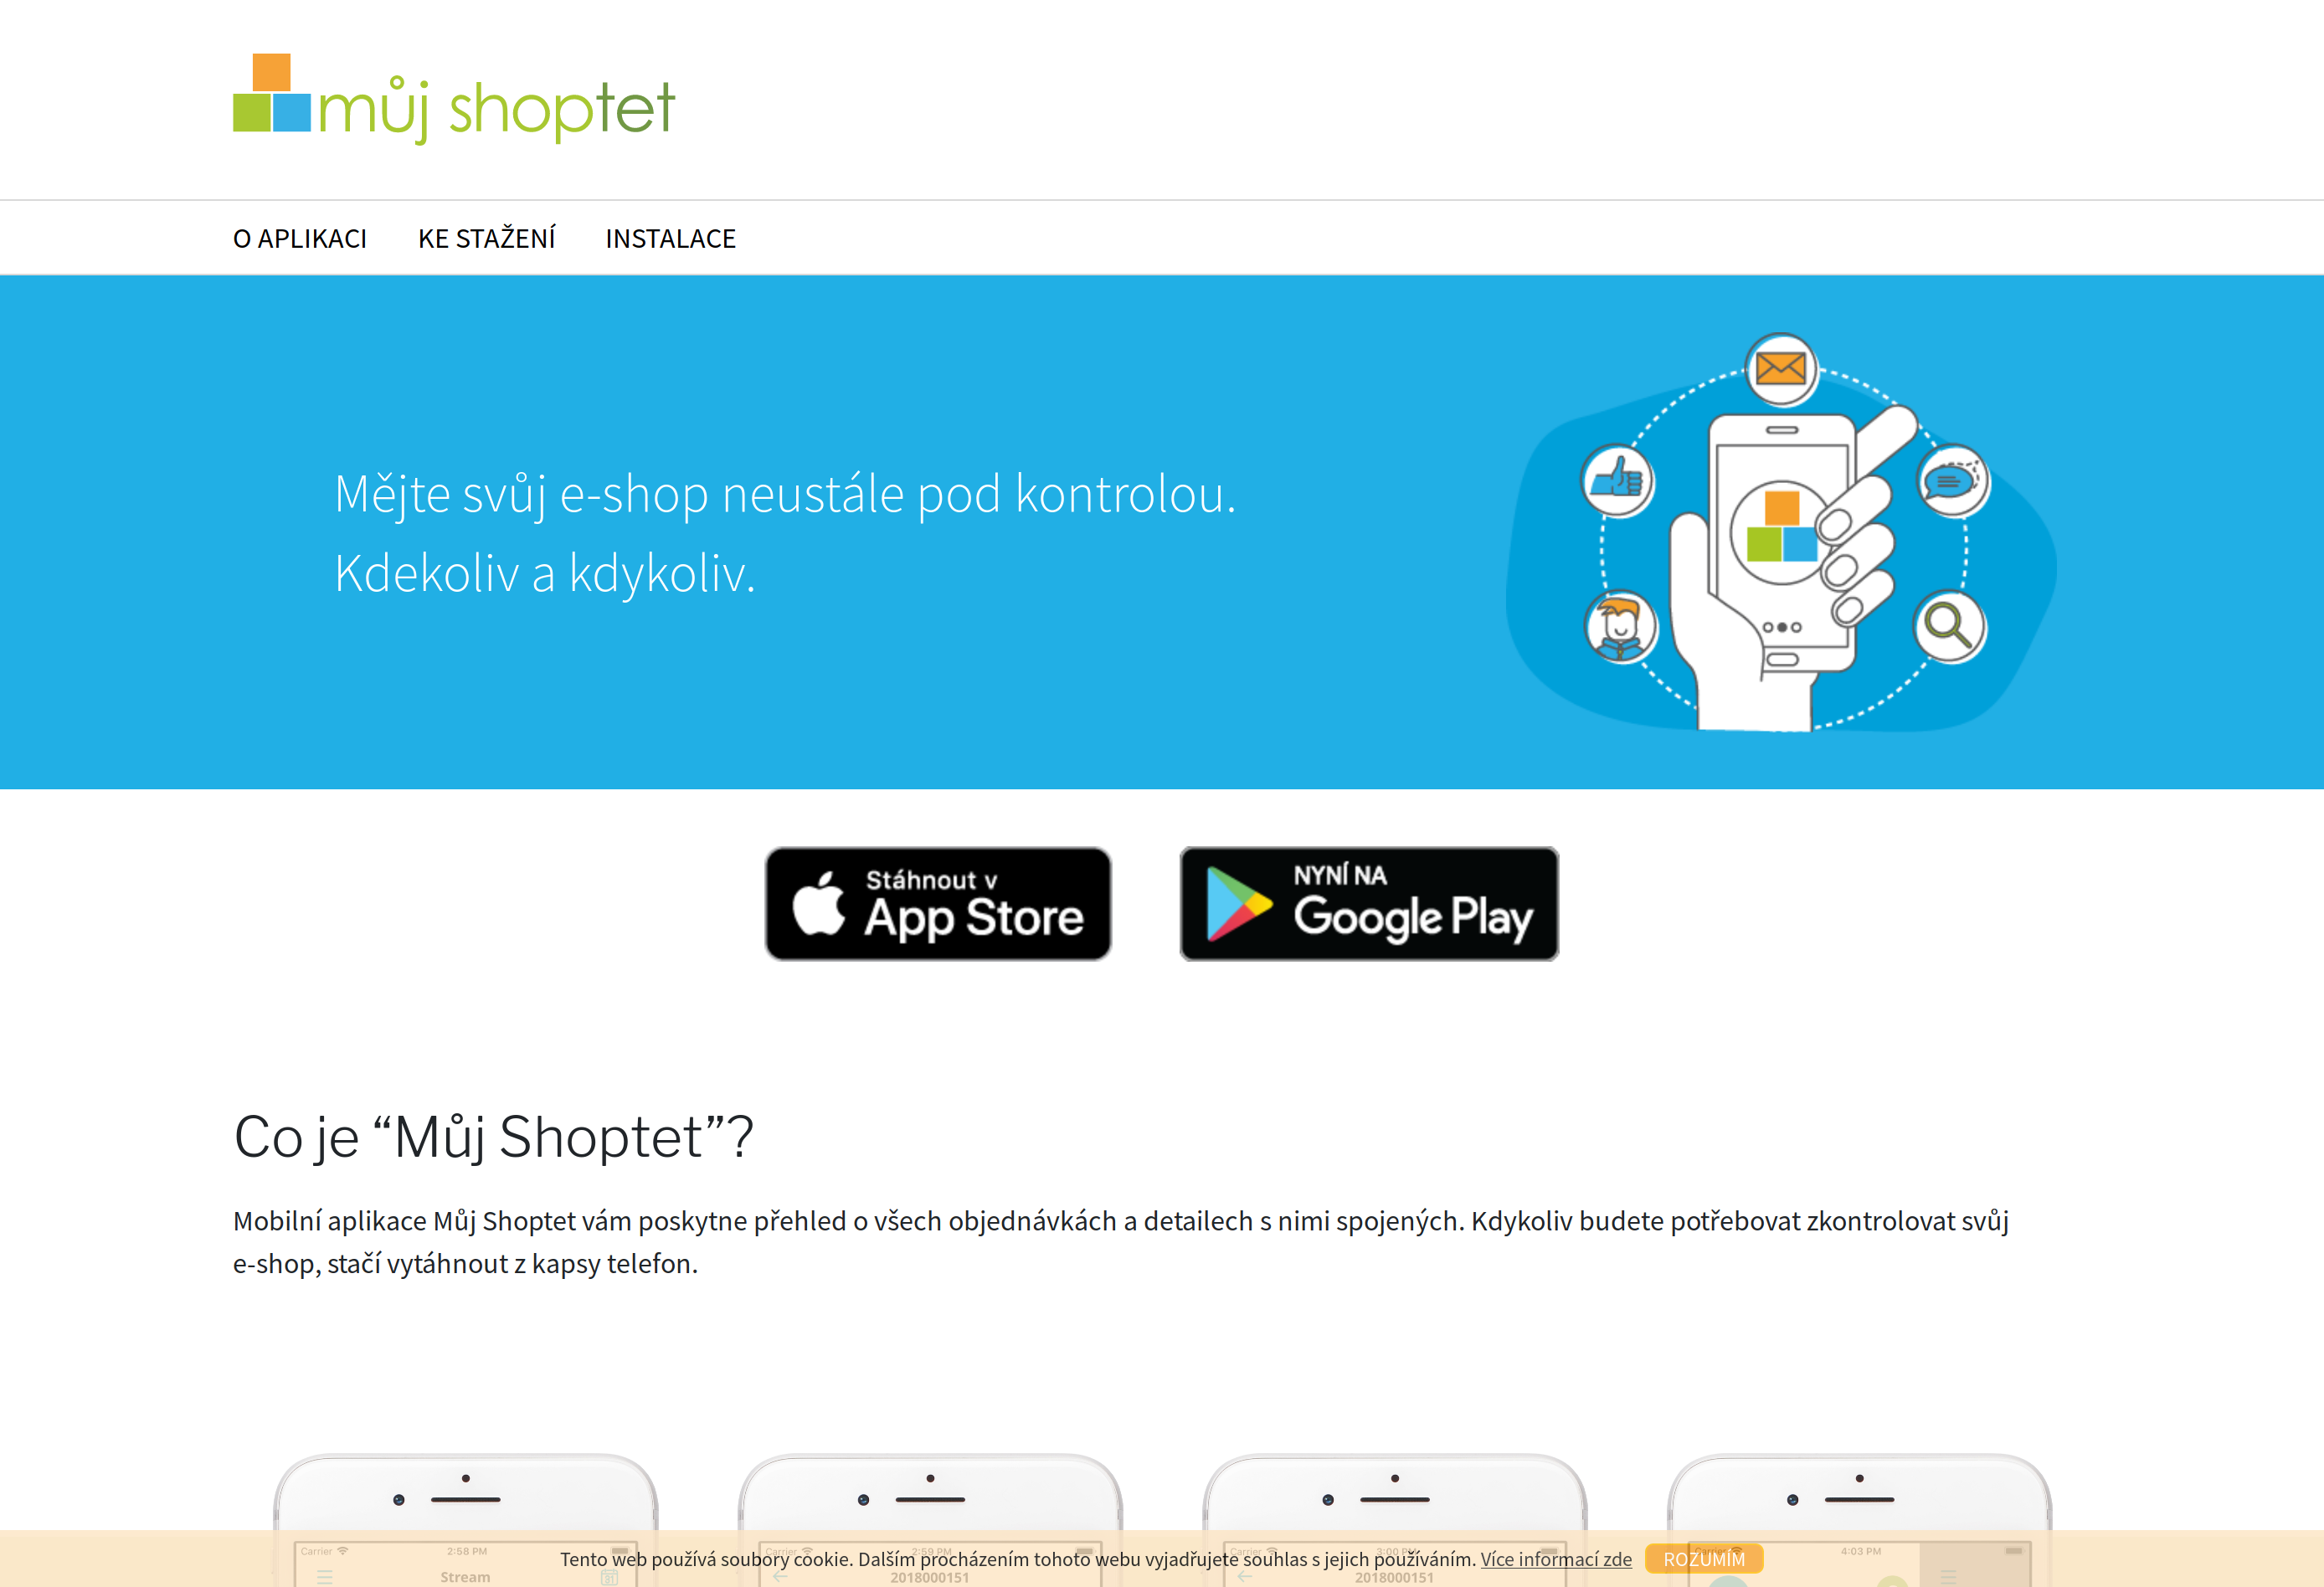 můj shoptet
O APLIKACI KE STAŽENÍ INSTALACE
Mějte svůj e-shop neustále pod kontrolou.
Kdekoliv a kdykoliv.
Stáhnout v
App Store
NYNÍ NA
Google Play
Co je “Můj Shoptet”?
Mobilní aplikace Můj Shoptet vám poskytne přehled o všech objednávkách a detailech s nimi spojených. Kdykoliv budete potřebovat zkontrolovat svůj
e-shop, stačí vytáhnout z kapsy telefon.
Carrier 2:58 PM
Carrier 2:59 PM
Carrier 3:00 PM
Carrier 4:03 PM
Tento web používá soubory cookie. Dalším procházením tohoto webu vyjadřujete souhlas s jejich používáním. Více informací zde ROZUMÍM
Stream 31
2018000151
2018000151